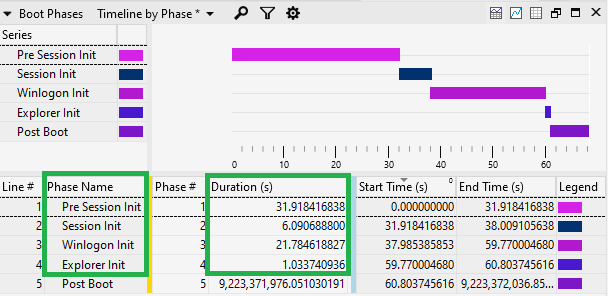 Boot Phases Timeline by Phase *
Series
Pre Session Init
Session Init
Winlogon Init
Explorer Init
Post Boot
0 10 20 30 40 50 60
Line # Phase Name Phase # Duration (s) Start Time (s) 0 End Time (s) Legend
1 Pre Session Init 1 31.918416838 0.000000000 31.918416838
2 Session Init 2 6.090688800 31.918416838 38.009105638
3 Winlogon Init 3 21.784618827 37.985385853 59.770004680
4 Explorer Init 4 1.033740936 59.770004680 60.803745616
5 Post Boot 5 9,223,371,976.051030191 60.803745616 9,223,372,036.85...